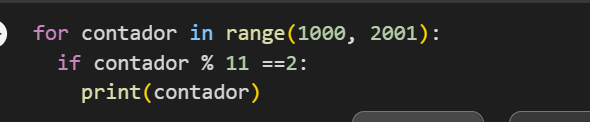 for contador in range(1000, 2001):
  if contador % 11 ==2:
    print(contador)